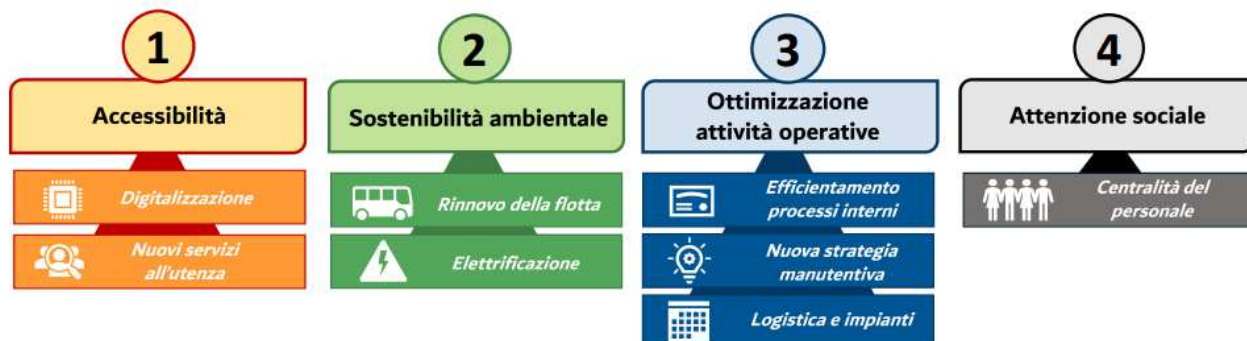 1
Accessibilità
Digitalizzazione
Nuovi servizi
all'utenza
2
Sostenibilità ambientale
Rinnovo della flotta
Elettrificazione
3
Ottimizzazione
attività operative
Efficientamento
processi interni
Nuova strategia
manutentiva
Logistica e impianti
4
Attenzione sociale
Centralità del
personale